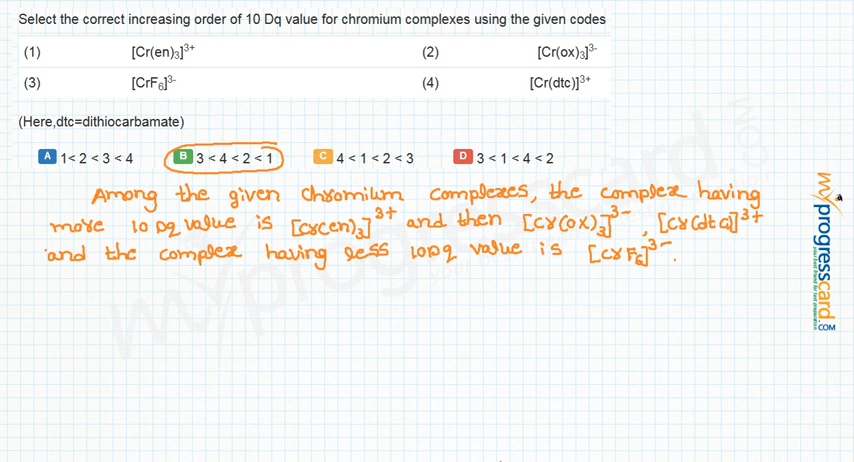 Select the correct increasing order of 10 Dq value for chromium complexes using the given codes
(1) [Cr(en)₃]³⁺ (2) [Cr(ox)₃]³⁻
(3) [CrF₆]³⁻ (4) [Cr(dtc)]³⁺
(Here,dtc=dithiocarbamate)
A 1< 2 < 3 < 4 B 3 < 4 < 2 < 1 C 4 < 1 < 2 < 3 D 3 < 1 < 4 < 2
Among the given chromium complexes, the complex having
more 10 Dq value is [Cr(en)₃]³⁺ and then [Cr(ox)₃]³⁻, [Cr(dtc)]³⁺
and the complex having less 10Dq value is [CrF₆]³⁻.
myprogresscard.COM